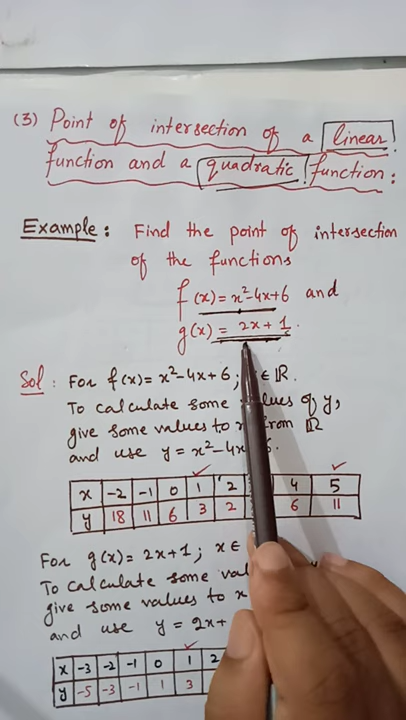 (3) Point of intersection of a linear
function and a quadratic function:
Example: Find the point of intersection
of the functions
f(x) = x²-4x+6 and
g(x) = 2x+1.
Sol: For f(x) = x²-4x+6; ∈ ℝ.
To calculate some values of y,
give some values to from ℝ
and use y = x²-4x
x -2 -1 0 1 2 4 5
y 18 11 6 3 2 6 11
For g(x) = 2x+1; x ∈
To calculate some
give some values to x
and use y = 2x+
x -3 -2 -1 0 1 2
y -5 -3 -1 1 3